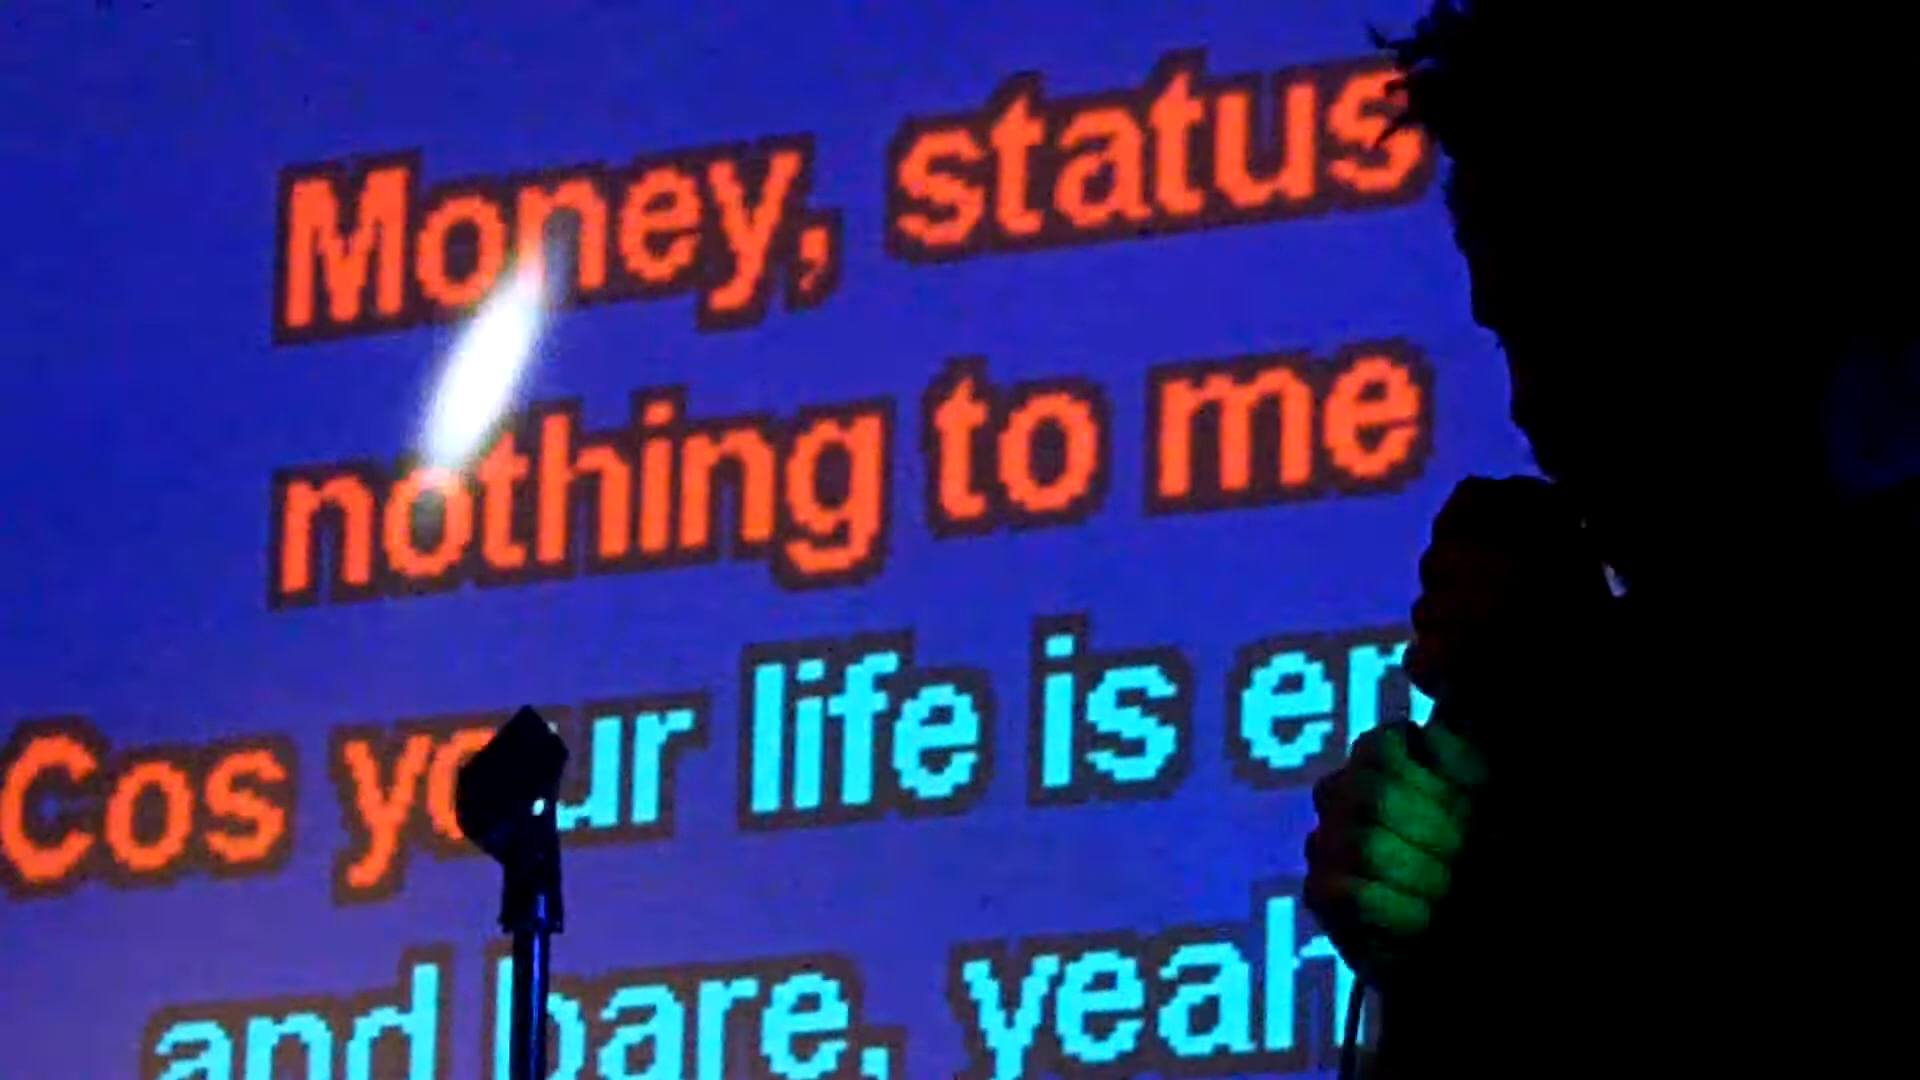 Money, status
nothing to me
Cos your life is
and bare, yeah